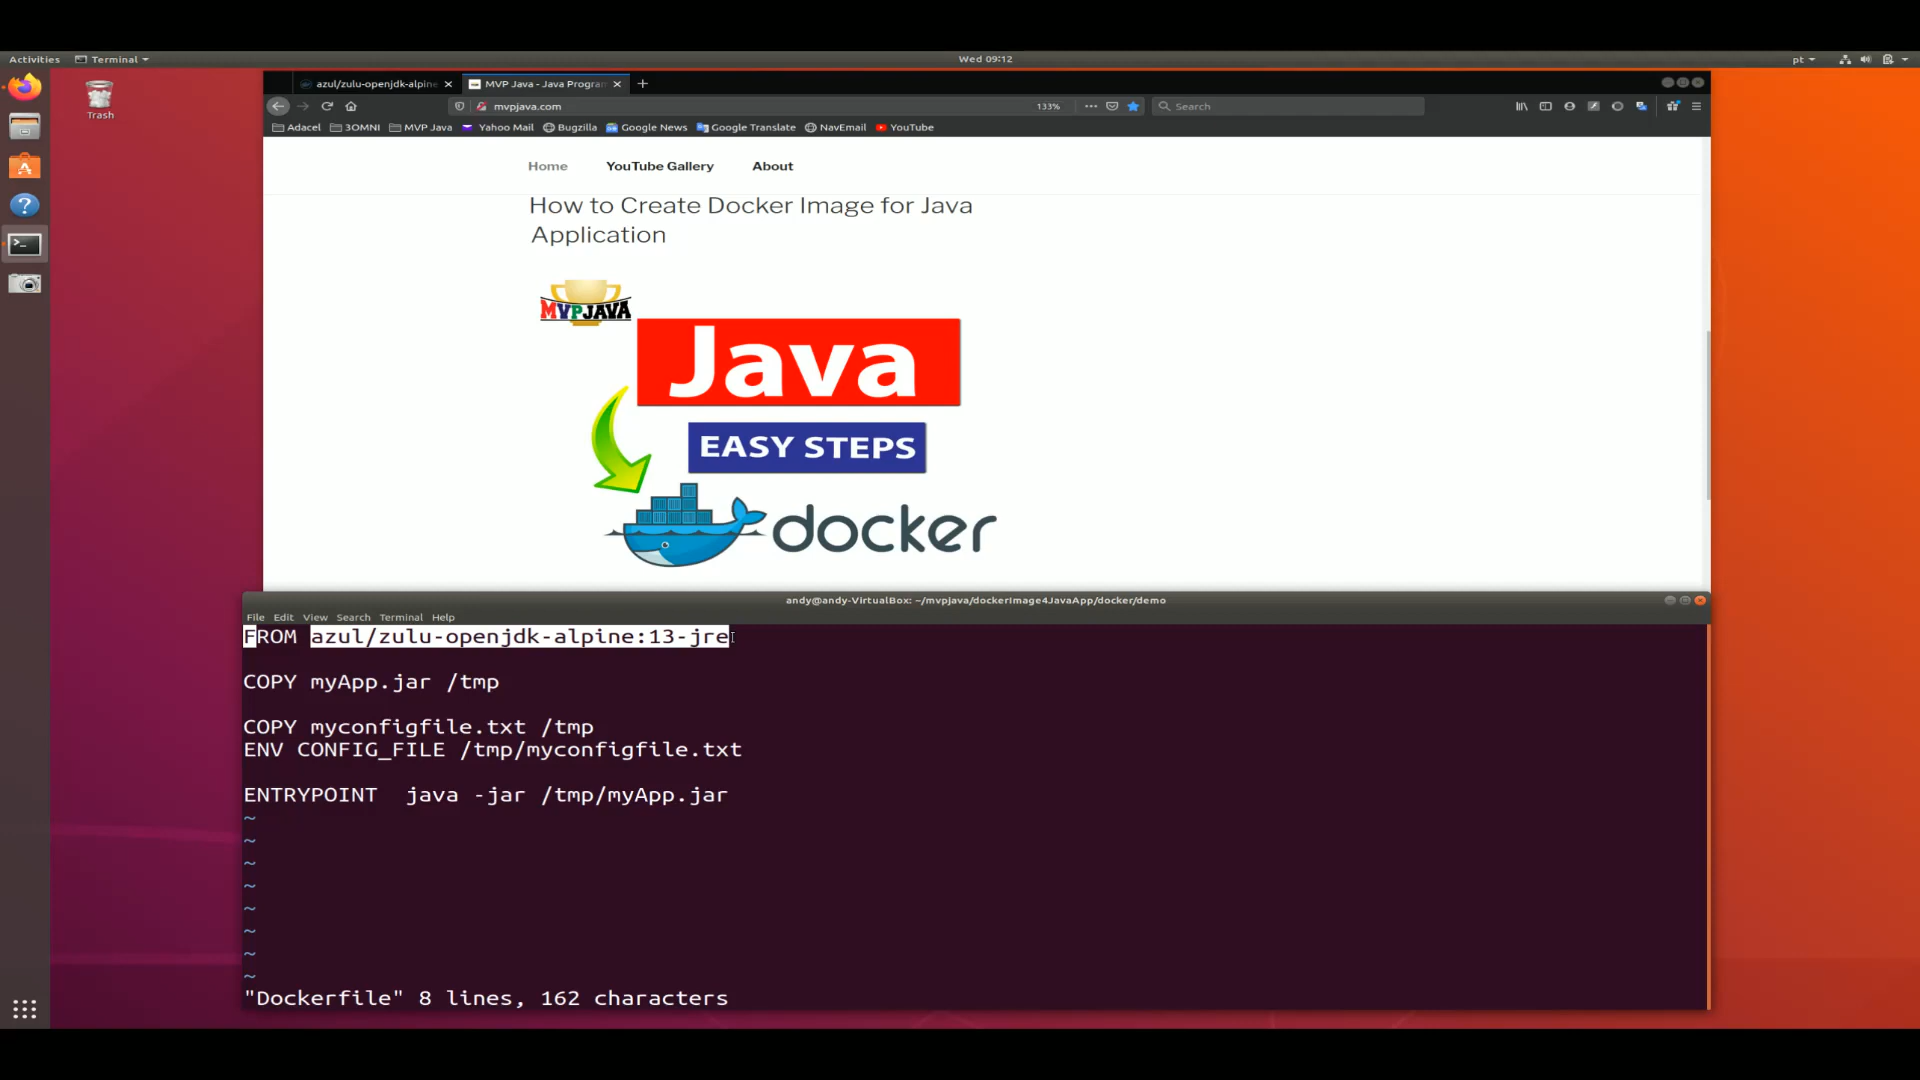 Activities Terminal Wed 09:12 pt
Trash
azul/zulu-openjdk-alpine MVP Java - Java Program
mvpjava.com 133% Search
Adacel 3OMNI MVP Java Yahoo Mail Bugzilla Google News Google Translate NavEmail YouTube
Home YouTube Gallery About
How to Create Docker Image for Java
Application
MVPJAVA
Java
EASY STEPS
docker
andy@andy-VirtualBox: ~/mvpjava/dockerImage4JavaApp/docker/demo
File Edit View Search Terminal Help
FROM azul/zulu-openjdk-alpine:13-jre
COPY myApp.jar /tmp
COPY myconfigfile.txt /tmp
ENV CONFIG_FILE /tmp/myconfigfile.txt
ENTRYPOINT  java -jar /tmp/myApp.jar
~
~
~
~
~
~
~
~
"Dockerfile" 8 lines, 162 characters